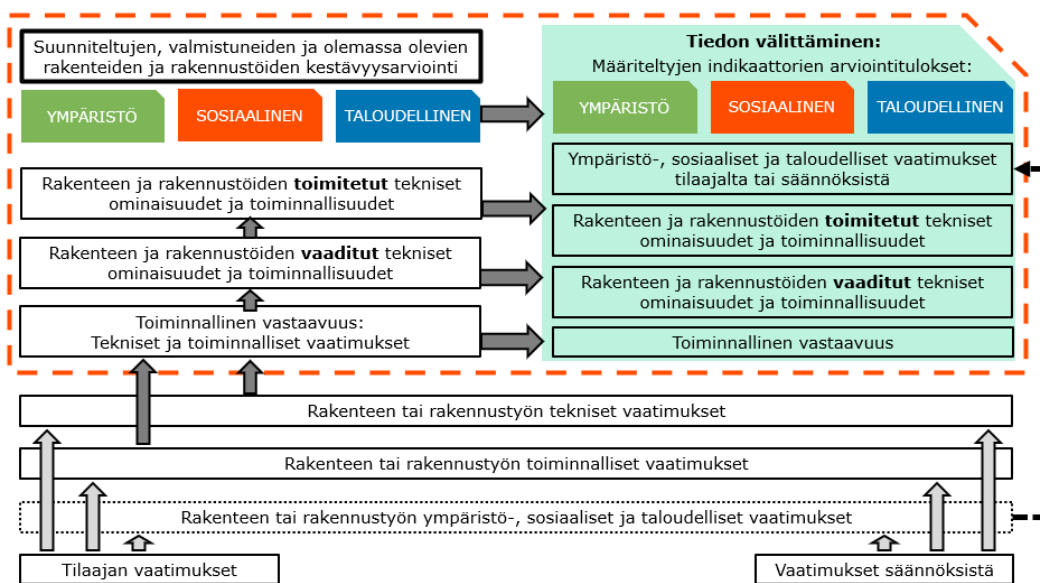 Suunniteltujen, valmistuneiden ja olemassa olevien
rakenteiden ja rakennustöiden kestävyysarviointi
YMPÄRISTÖ
SOSIAALINEN
TALOUDELLINEN
Rakenteen ja rakennustöiden toimitetut tekniset
ominaisuudet ja toiminnallisuudet
Rakenteen ja rakennustöiden vaaditut tekniset
ominaisuudet ja toiminnallisuudet
Toiminnallinen vastaavuus:
Tekniset ja toiminnalliset vaatimukset
Tiedon välittäminen:
Määriteltyjen indikaattorien arviointitulokset:
YMPÄRISTÖ
SOSIAALINEN
TALOUDELLINEN
Ympäristö-, sosiaaliset ja taloudelliset vaatimukset
tilaajalta tai säännöksistä
Rakenteen ja rakennustöiden toimitetut tekniset
ominaisuudet ja toiminnallisuudet
Rakenteen ja rakennustöiden vaaditut tekniset
ominaisuudet ja toiminnallisuudet
Toiminnallinen vastaavuus
Rakenteen tai rakennustyön tekniset vaatimukset
Rakenteen tai rakennustyön toiminnalliset vaatimukset
Rakenteen tai rakennustyön ympäristö-, sosiaaliset ja taloudelliset vaatimukset
Tilaajan vaatimukset
Vaatimukset säännöksistä